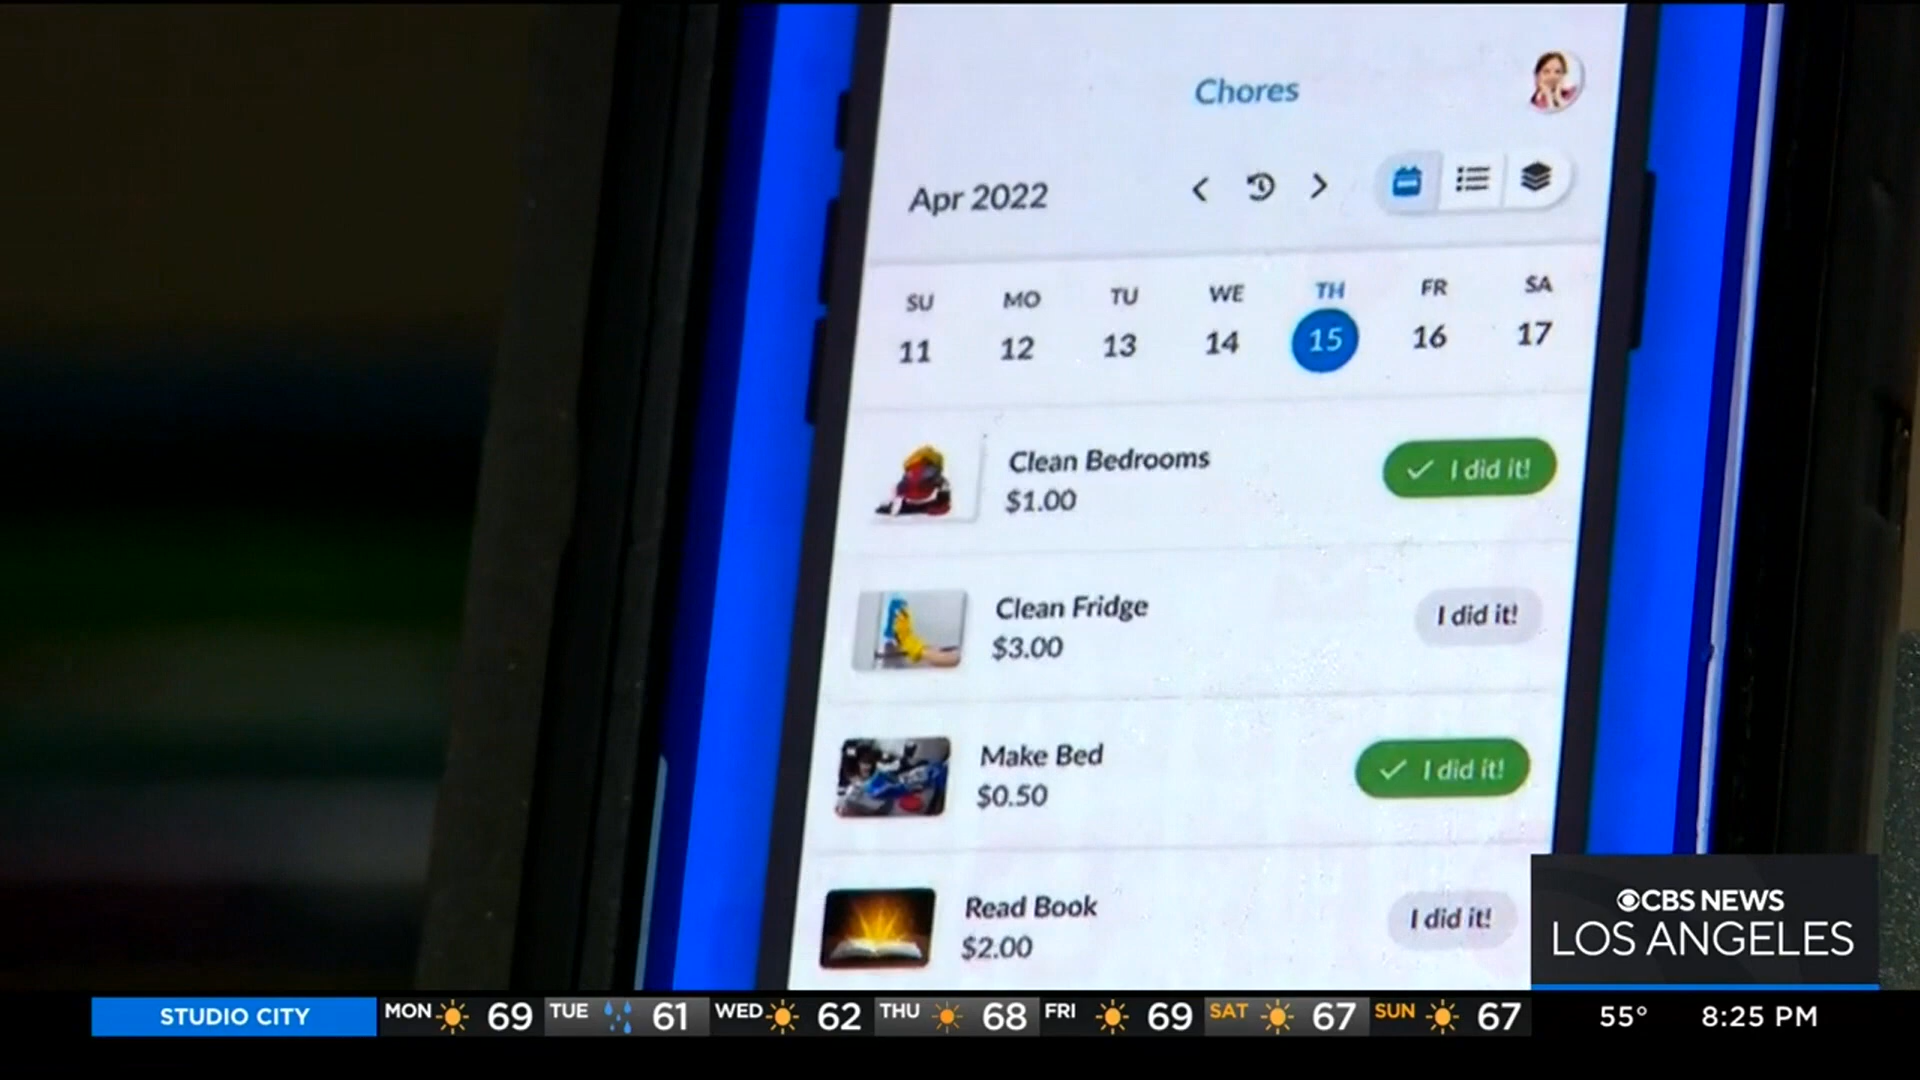 Chores
Apr 2022
SU MO TU WE TH FR SA
11 12 13 14 15 16 17
Clean Bedrooms
$1.00
I did it!
Clean Fridge
$3.00
I did it!
Make Bed
$0.50
I did it!
Read Book
$2.00
I did it!
CBS NEWS
LOS ANGELES
STUDIO CITY MON 69 TUE 61 WED 62 THU 68 FRI 69 SAT 67 SUN 67 55° 8:25 PM